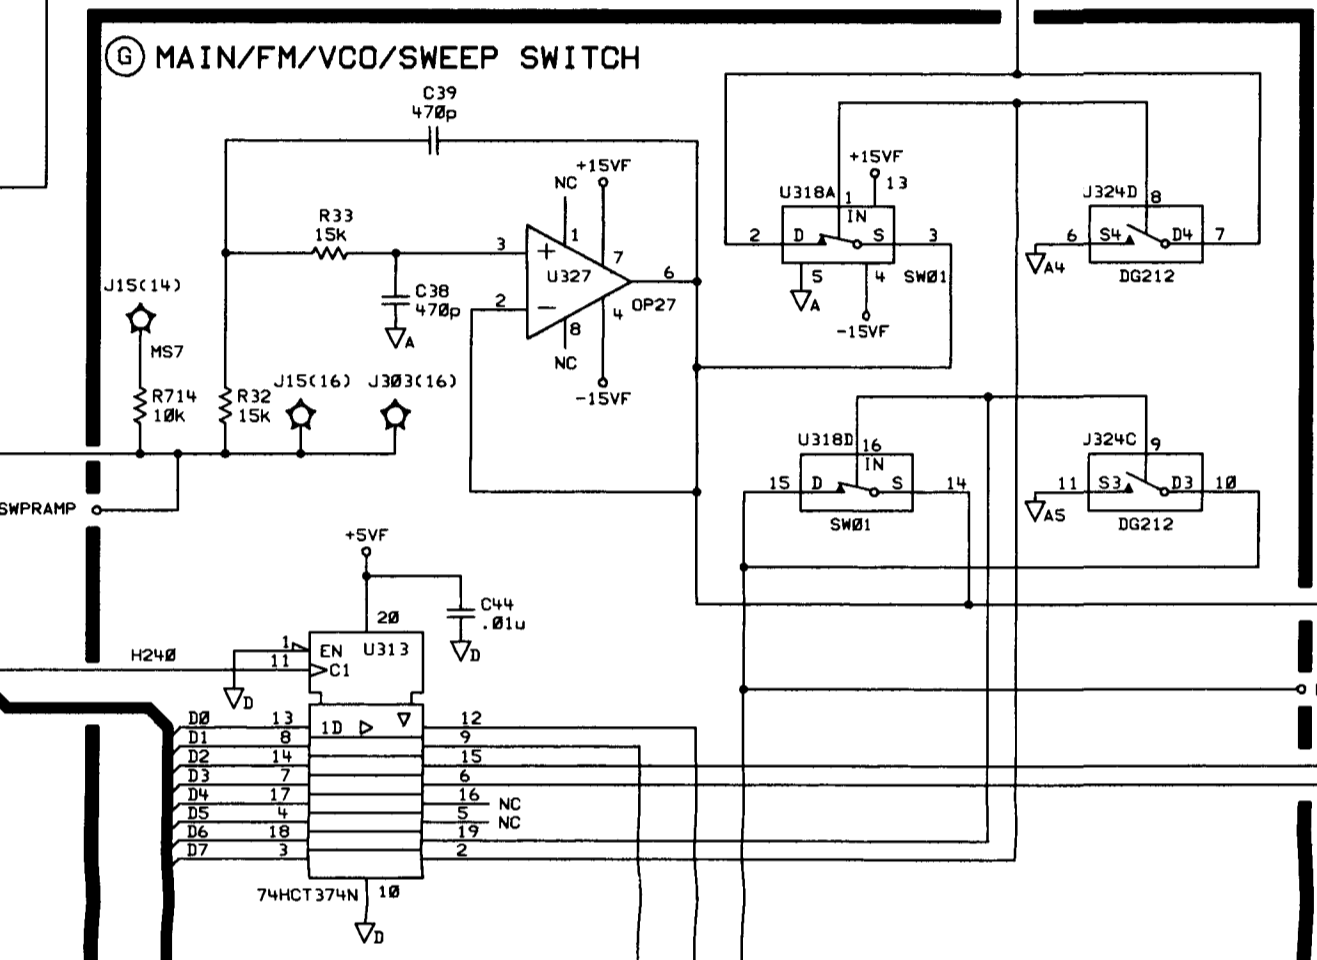 G MAIN/FM/VCO/SWEEP SWITCH
C39
470p
+15VF
NC
1
7
R33
15k
3
+
U327
6
OP27
2
−
4
8
NC
-15VF
C38
470p
A
J15(14)
MS7
R714
10k
R32
15k
J15(16)
J303(16)
SWPRAMP
+15VF
13
U318A
1
IN
2
D
S
3
5
4
SW01
A
-15VF
J324D
8
6
S4
D4
7
A4
DG212
U318D
16
IN
15
D
S
14
SW01
J324C
9
11
S3
D3
10
A5
DG212
+5VF
20
C44
.01u
D
H240
1
EN
U313
11
C1
D
D0
13
1D
12
D1
8
9
D2
14
15
D3
7
6
D4
17
16
NC
D5
4
5
NC
D6
18
19
D7
3
2
74HCT374N
10
D